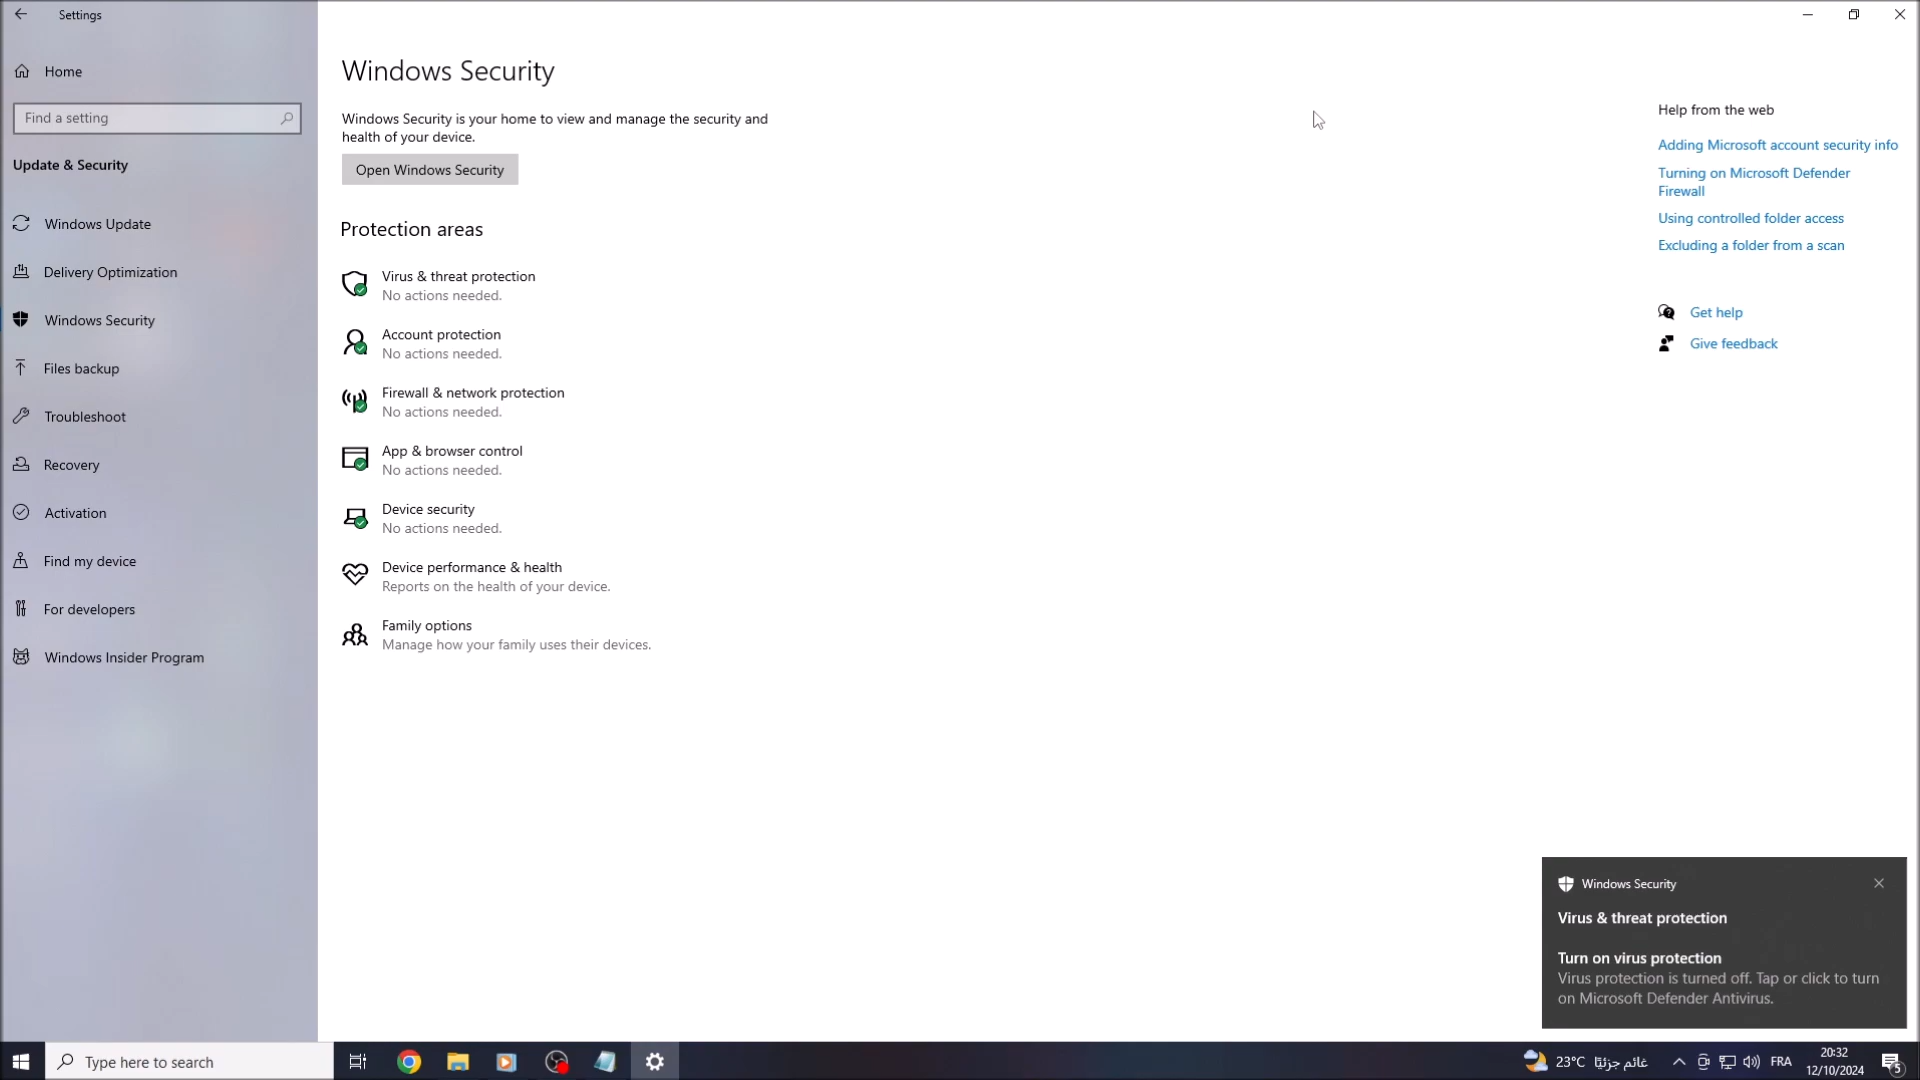 Settings
Home
Find a setting
Update & Security
Windows Update
Delivery Optimization
Windows Security
Files backup
Troubleshoot
Recovery
Activation
Find my device
For developers
Windows Insider Program
Windows Security
Windows Security is your home to view and manage the security and
health of your device.
Open Windows Security
Protection areas
Virus & threat protection
No actions needed.
Account protection
No actions needed.
Firewall & network protection
No actions needed.
App & browser control
No actions needed.
Device security
No actions needed.
Device performance & health
Reports on the health of your device.
Family options
Manage how your family uses their devices.
Help from the web
Adding Microsoft account security info
Turning on Microsoft Defender
Firewall
Using controlled folder access
Excluding a folder from a scan
Get help
Give feedback
Windows Security
Virus & threat protection
Turn on virus protection
Virus protection is turned off. Tap or click to turn
on Microsoft Defender Antivirus.
Type here to search
23°C غائم جزئيًا
FRA
20:32
12/10/2024
5